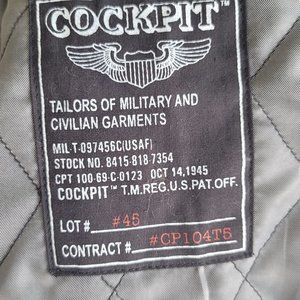 COCKPIT™
TAILORS OF MILITARY AND
CIVILIAN GARMENTS
MIL-T-097456C(USAF)
STOCK NO. 8415-818 7354
CPT 100-69-C-0123 OCT 14,1945
COCKPIT™ T.M.REG.U.S.PAT.OFF.
LOT # #45
CONTRACT # #CP104T5